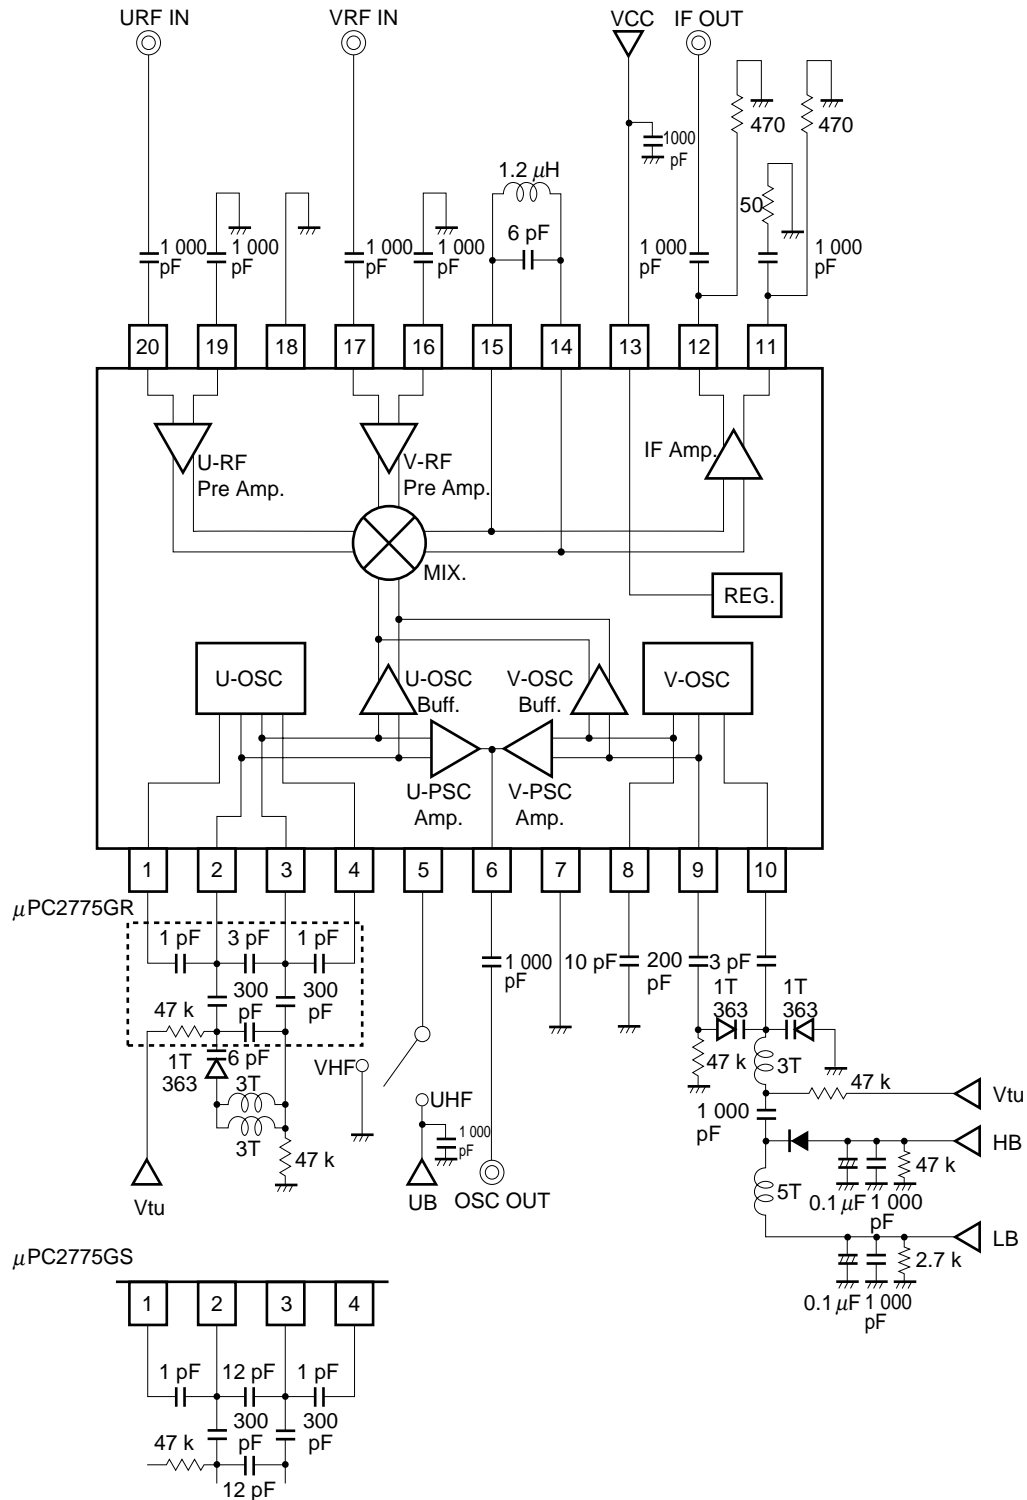 URF IN
VRF IN
VCC
IF OUT
470
470
1000
pF
1.2 μH
50
6 pF
1 000
pF
1 000
pF
1 000
pF
1 000
pF
1 000
pF
1 000
pF
20
19
18
17
16
15
14
13
12
11
U-RF
Pre Amp.
V-RF
Pre Amp.
IF Amp.
MIX.
REG.
U-OSC
U-OSC
Buff.
V-OSC
Buff.
V-OSC
U-PSC
Amp.
V-PSC
Amp.
1
2
3
4
5
6
7
8
9
10
μPC2775GR
1 pF
3 pF
1 pF
300
pF
300
pF
47 k
6 pF
1T
363
3T
3T
47 k
Vtu
VHF
UHF
1 000
pF
UB
1 000
pF
OSC OUT
10 pF
200
pF
3 pF
1T
363
1T
363
47 k
3T
47 k
Vtu
1 000
pF
HB
47 k
0.1 μF
1 000
pF
5T
LB
2.7 k
0.1 μF
1 000
pF
μPC2775GS
1
2
3
4
1 pF
12 pF
1 pF
300
pF
300
pF
47 k
12 pF